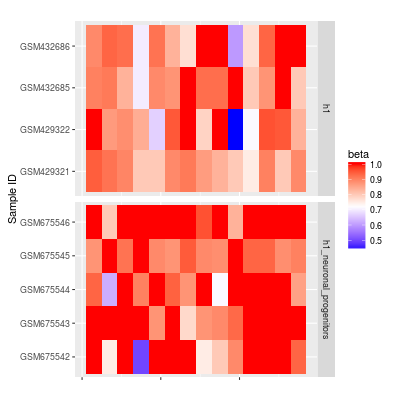 GSM432686
GSM432685
GSM429322
GSM429321
h1
GSM675546
GSM675545
GSM675544
GSM675543
GSM675542
h1_neuronal_progenitors
Sample ID
beta
1.0
0.9
0.8
0.7
0.6
0.5